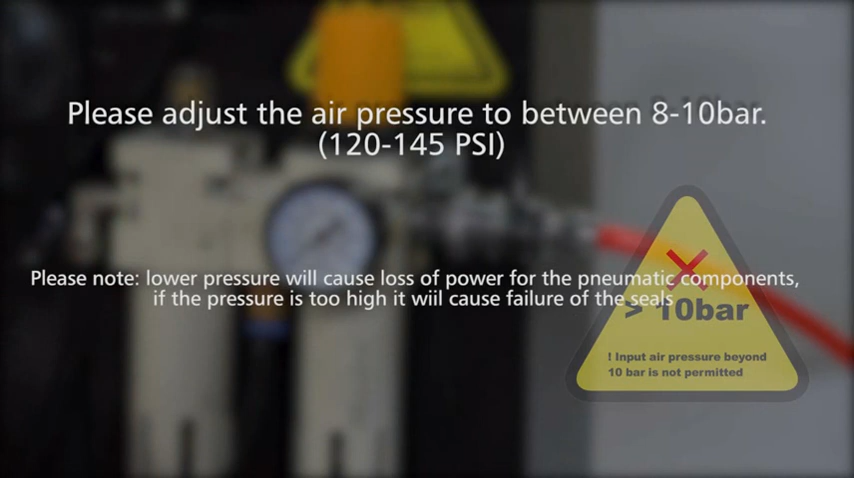 Please adjust the air pressure to between 8-10bar.
(120-145 PSI)
Please note: lower pressure will cause loss of power for the pneumatic components,
if the pressure is too high it wiil cause failure of the seals
> 10bar
! Input air pressure beyond
10 bar is not permitted